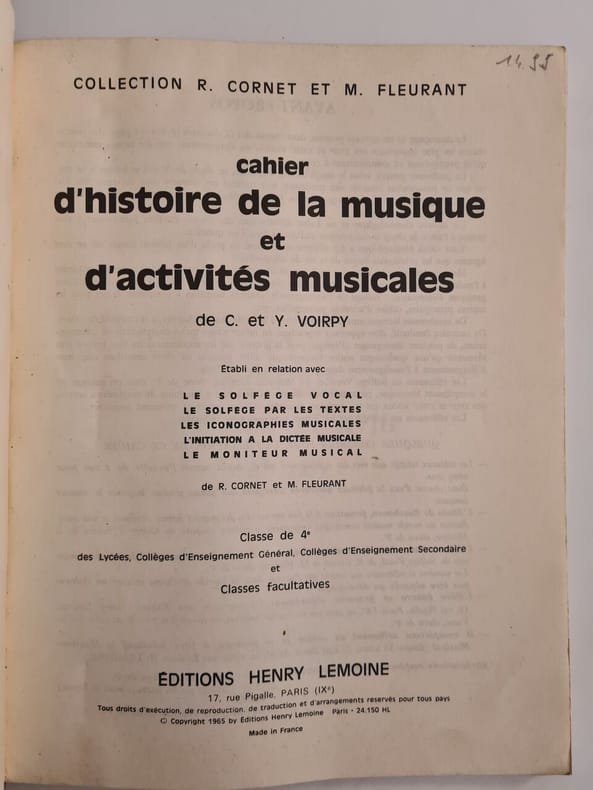 14.95
COLLECTION R. CORNET ET M. FLEURANT
cahier
d'histoire de la musique
et
d'activités musicales
de C. et Y. VOIRPY
Établi en relation avec
LE SOLFEGE VOCAL
LE SOLFEGE PAR LES TEXTES
LES ICONOGRAPHIES MUSICALES
L'INITIATION A LA DICTÉE MUSICALE
LE MONITEUR MUSICAL
de R. CORNET et M. FLEURANT
Classe de 4e
des Lycées, Collèges d'Enseignement Général, Collèges d'Enseignement Secondaire
et
Classes facultatives
ÉDITIONS HENRY LEMOINE
17, rue Pigalle, PARIS (IXe)
Tous droits d'exécution, de reproduction, de traduction et d'arrangements reservés pour tous pays
© Copyright 1965 by Éditions Henry Lemoine Paris - 24.150 HL
Made in France